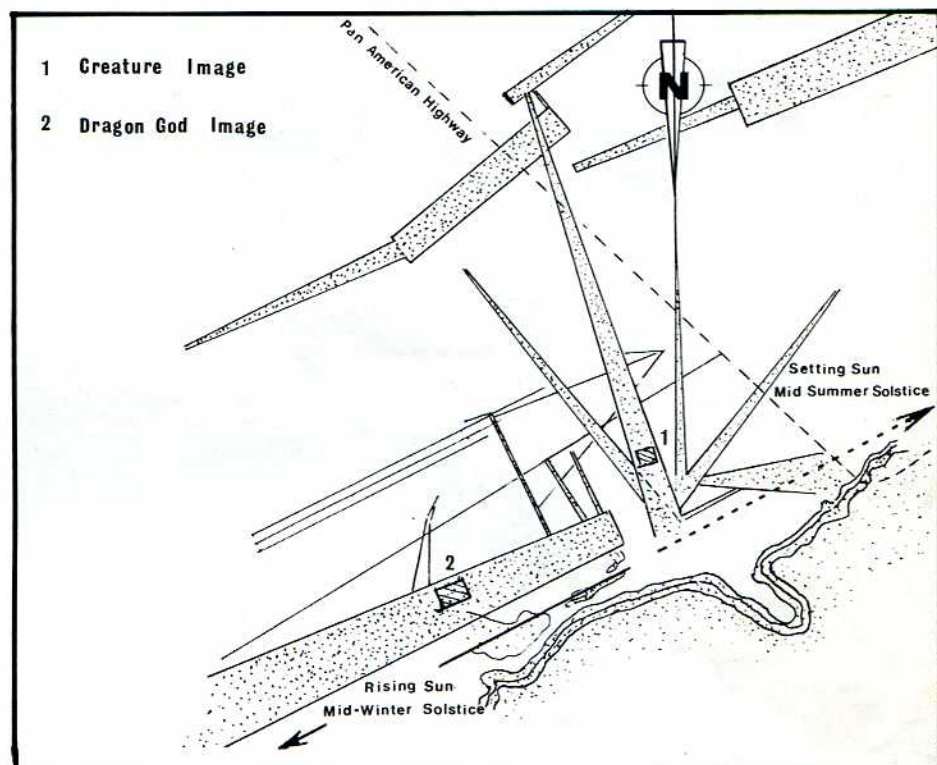 1 Creature Image
2 Dragon God Image
Pan American Highway
N
Setting Sun
Mid Summer Solstice
1
2
Rising Sun
Mid-Winter Solstice